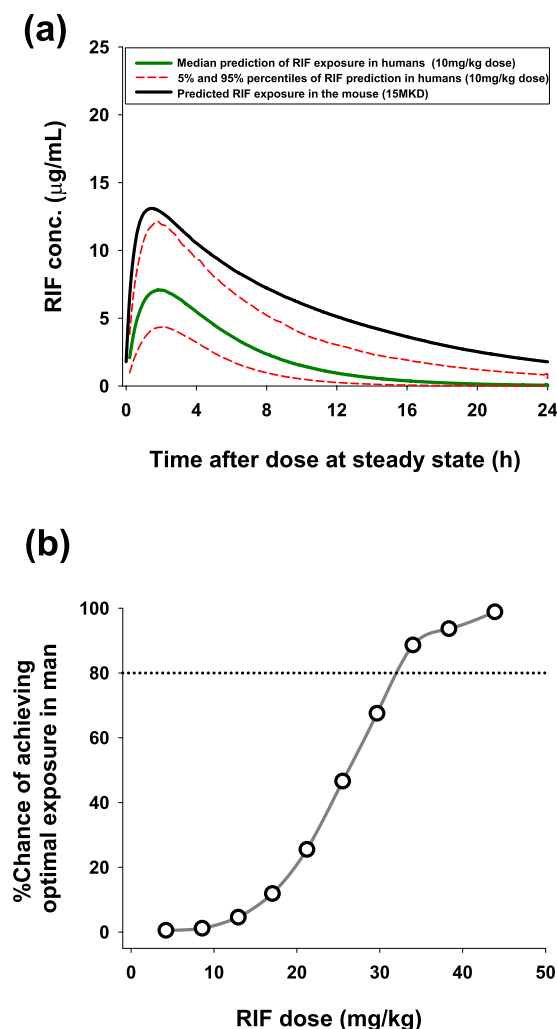 (a)
25
20
15
10
5
0
RIF conc. (µg/mL)
Median prediction of RIF exposure in humans (10mg/kg dose)
5% and 95% percentiles of RIF prediction in humans (10mg/kg dose)
Predicted RIF exposure in the mouse (15MKD)
0 4 8 12 16 20 24
Time after dose at steady state (h)
(b)
100
80
60
40
20
0
%Chance of achieving
optimal exposure in man
0 10 20 30 40 50
RIF dose (mg/kg)